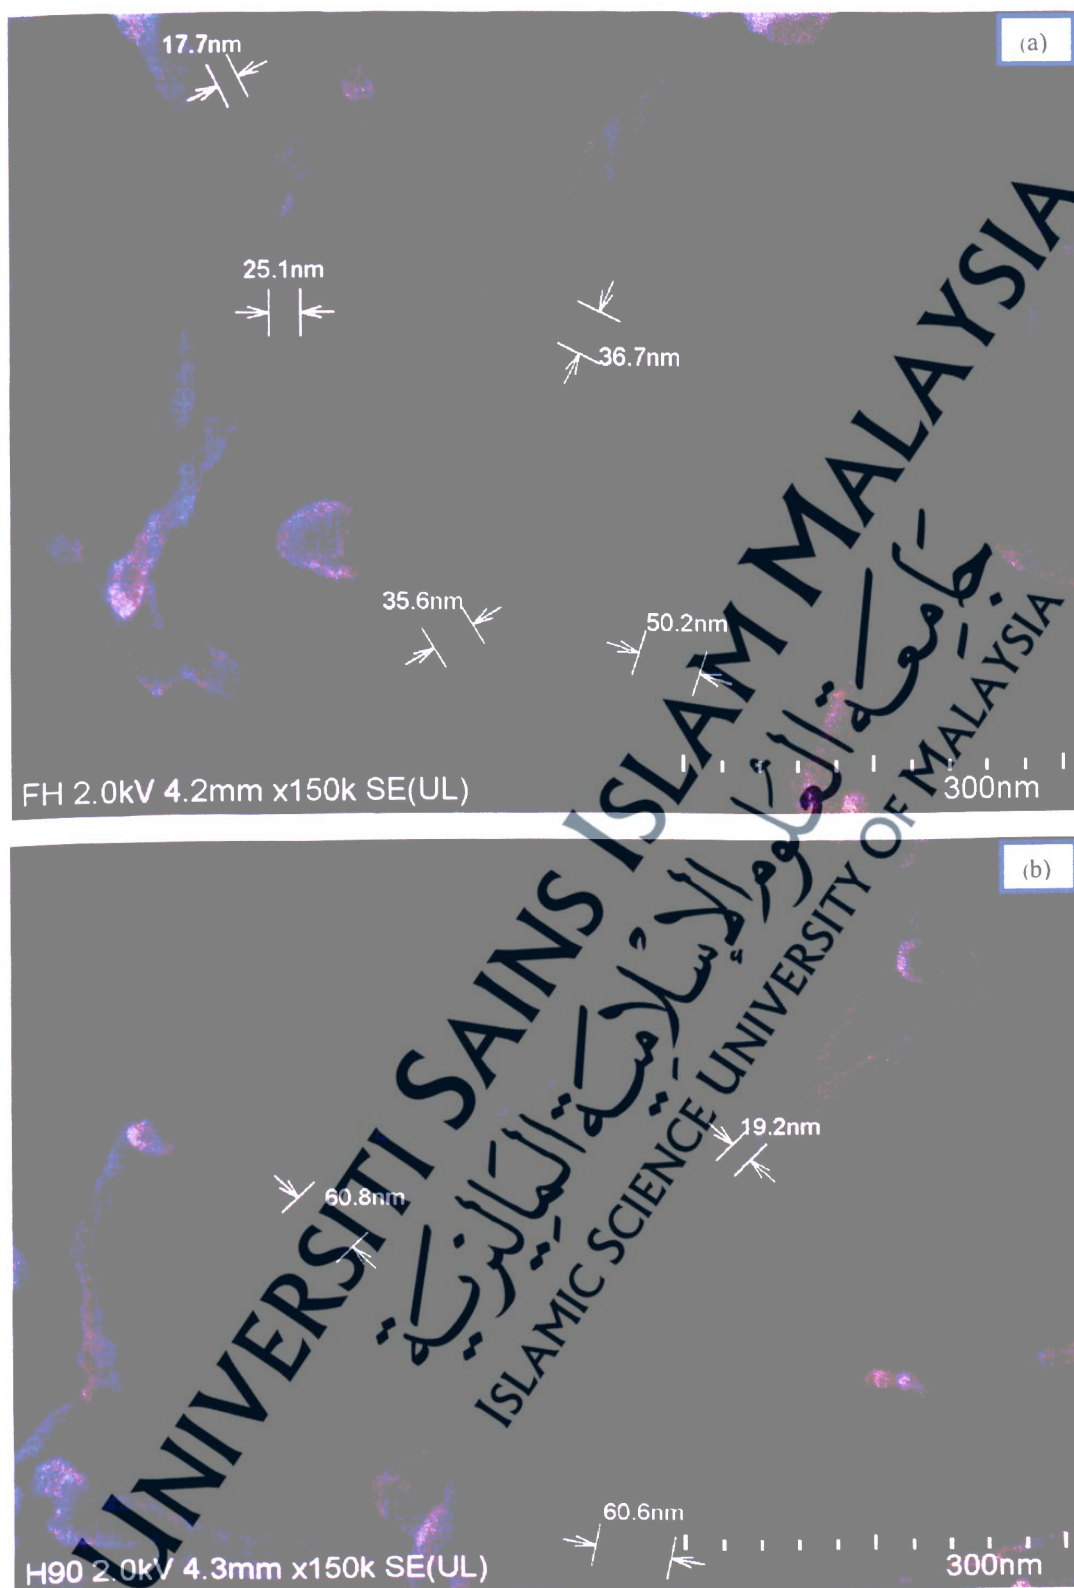 (a)
17.7nm
25.1nm
36.7nm
35.6nm
50.2nm
FH 2.0kV 4.2mm x150k SE(UL)
300nm
(b)
19.2nm
60.8nm
60.6nm
H90 2.0kV 4.3mm x150k SE(UL)
300nm
UNIVERSITI SAINS ISLAM MALAYSIA
جامعة العلوم الإسلامية الماليزية
ISLAMIC SCIENCE UNIVERSITY OF MALAYSIA